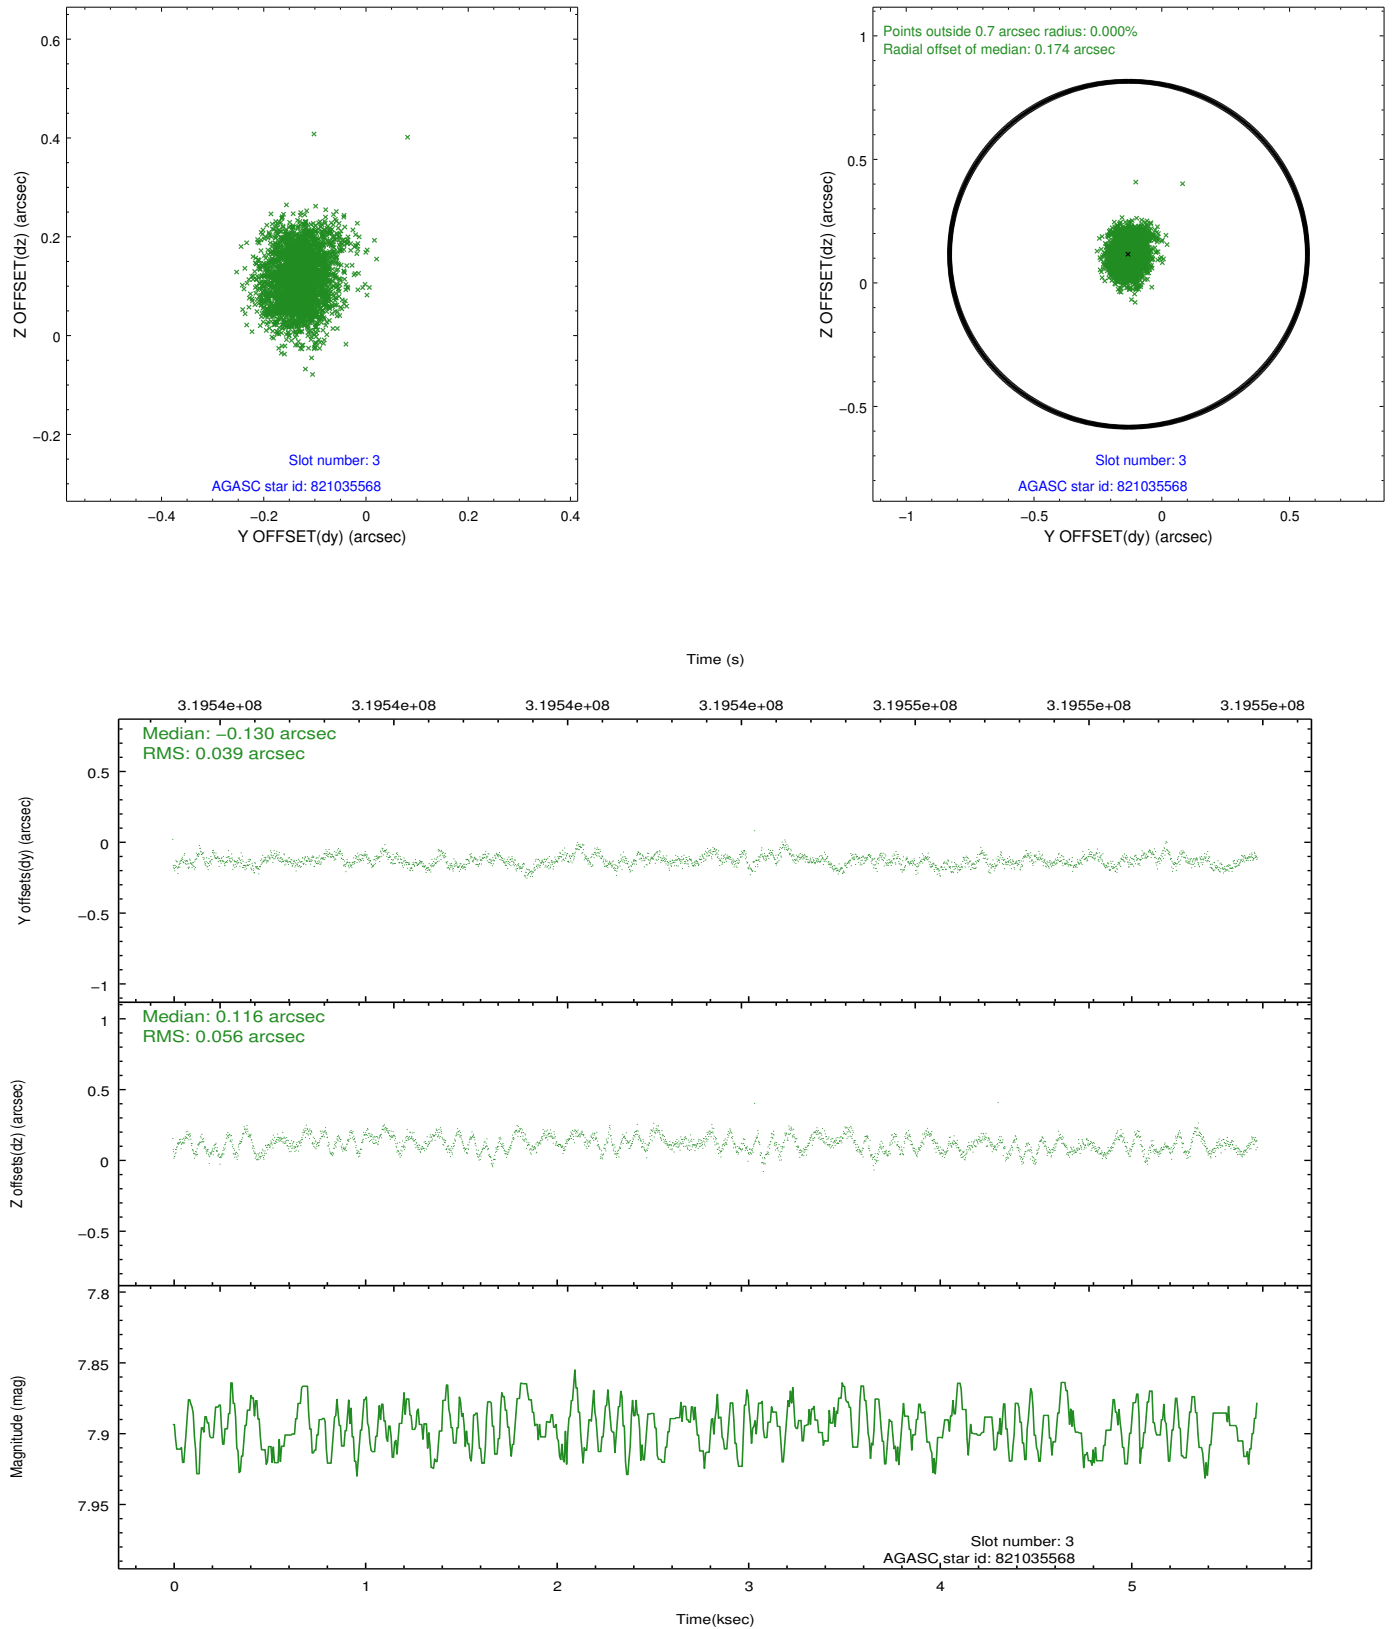 0.6
0.4
0.2
0
−0.2
Z OFFSET(dz) (arcsec)
Slot number: 3
AGASC star id: 821035568
−0.4
−0.2
0
0.2
0.4
Y OFFSET(dy) (arcsec)
Points outside 0.7 arcsec radius: 0.000%
Radial offset of median: 0.174 arcsec
1
0.5
0
−0.5
Z OFFSET(dz) (arcsec)
Slot number: 3
AGASC star id: 821035568
−1
−0.5
0
0.5
Y OFFSET(dy) (arcsec)
Time (s)
3.1954e+08
3.1954e+08
3.1954e+08
3.1954e+08
3.1955e+08
3.1955e+08
3.1955e+08
Median: −0.130 arcsec
RMS: 0.039 arcsec
0.5
0
−0.5
−1
Y offsets(dy) (arcsec)
Median: 0.116 arcsec
RMS: 0.056 arcsec
1
0.5
0
−0.5
Z offsets(dz) (arcsec)
7.8
7.85
7.9
7.95
Magnitude (mag)
Slot number: 3
AGASC star id: 821035568
0
1
2
3
4
5
Time(ksec)